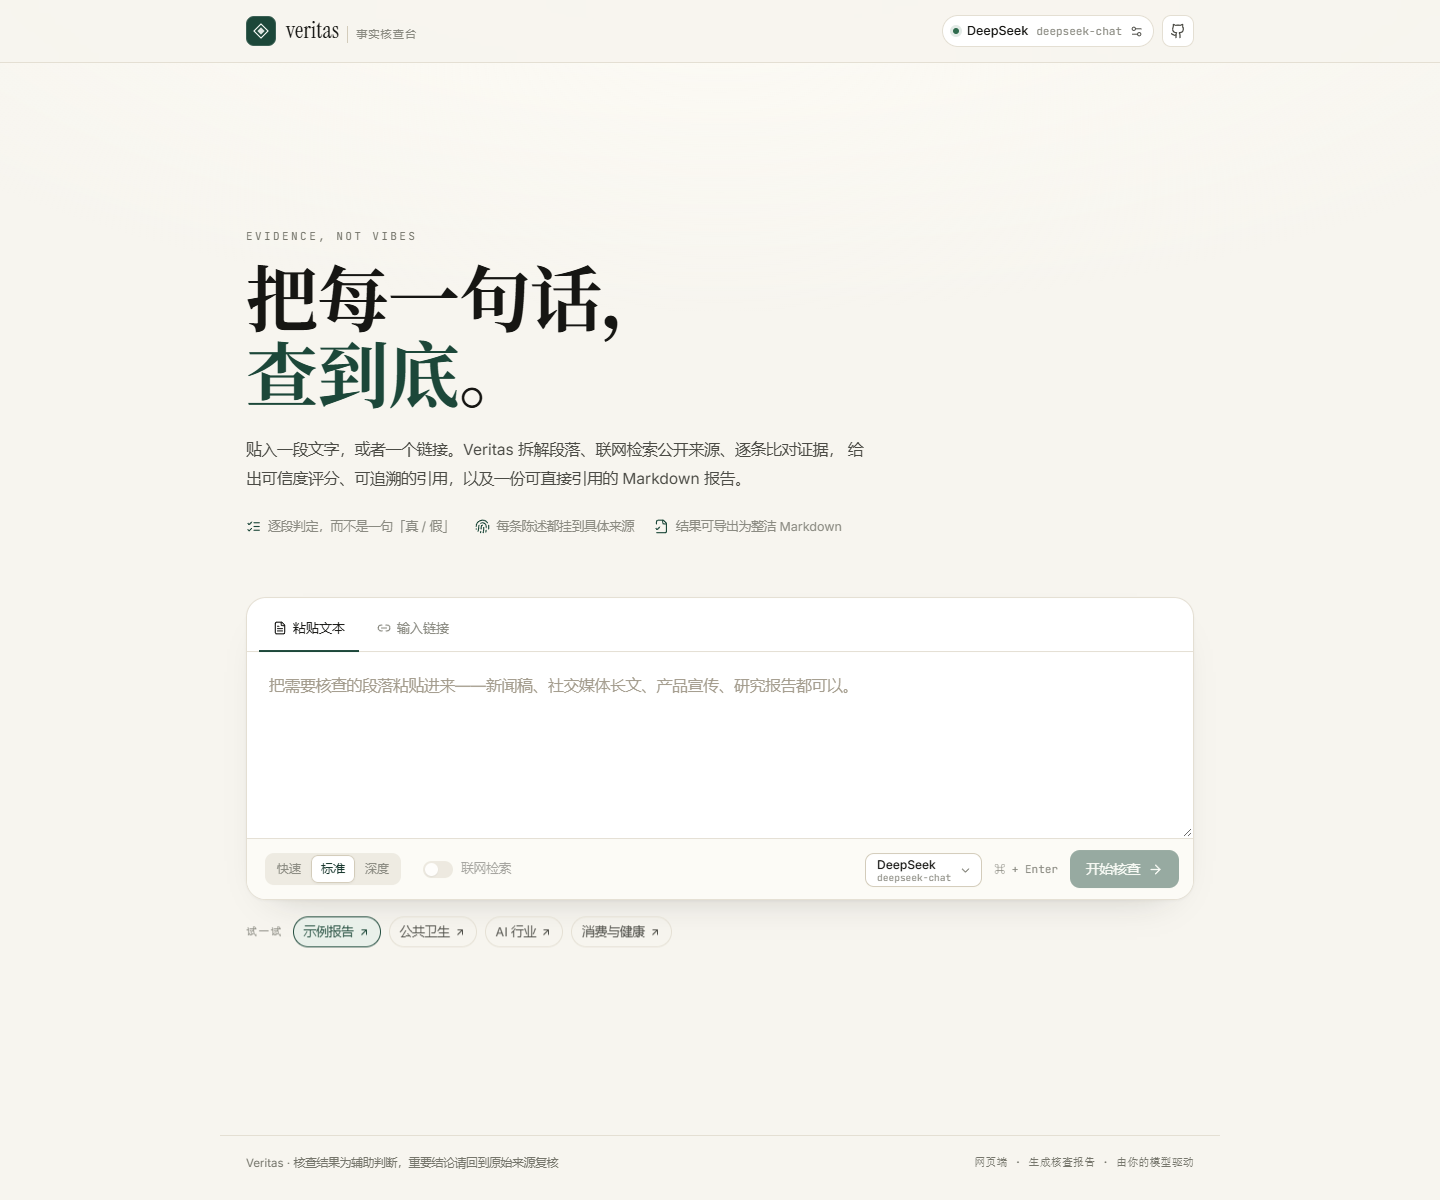 veritas 事实核查台
DeepSeek deepseek-chat
EVIDENCE, NOT VIBES
把每一句话，
查到底。
贴入一段文字，或者一个链接。Veritas 拆解段落、联网检索公开来源、逐条比对证据， 给
出可信度评分、可追溯的引用，以及一份可直接引用的 Markdown 报告。
逐段判定，而不是一句「真 / 假」 每条陈述都挂到具体来源 结果可导出为整洁 Markdown
粘贴文本 输入链接
把需要核查的段落粘贴进来——新闻稿、社交媒体长文、产品宣传、研究报告都可以。
快速 标准 深度 联网检索 DeepSeek
deepseek-chat
⌘ + Enter 开始核查
试一试 示例报告 公共卫生 AI 行业 消费与健康
Veritas · 核查结果为辅助判断，重要结论请回到原始来源复核
网页端 · 生成核查报告 · 由你的模型驱动